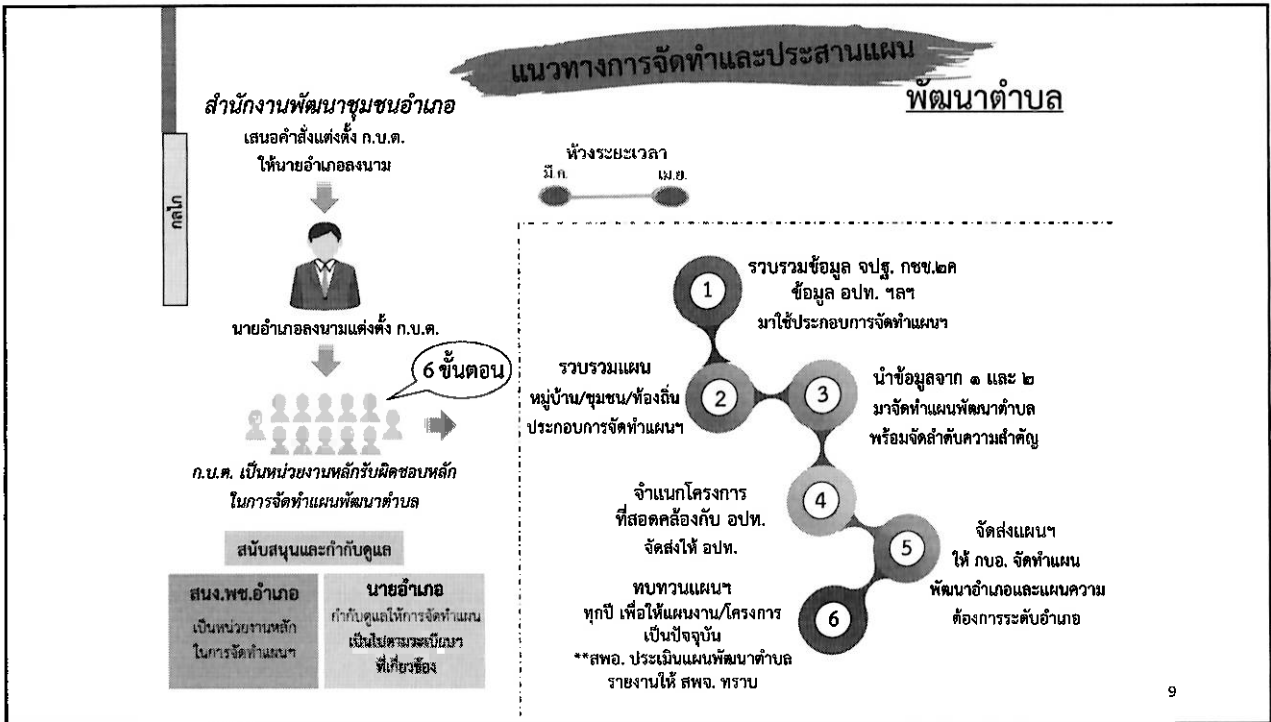 แนวทางการจัดทำและประสานแผน
พัฒนาตำบล
กลไก
สำนักงานพัฒนาชุมชนอำเภอ
เสนอคำสั่งแต่งตั้ง ก.บ.ต.
ให้นายอำเภอลงนาม
นายอำเภอลงนามแต่งตั้ง ก.บ.ต.
6 ขั้นตอน
ก.บ.ต. เป็นหน่วยงานหลักรับผิดชอบหลัก
ในการจัดทำแผนพัฒนาตำบล
สนับสนุนและกำกับดูแล
สนง.พช.อำเภอ
เป็นหน่วยงานหลัก
ในการจัดทำแผนฯ
นายอำเภอ
กำกับดูแลให้การจัดทำแผน
เป็นไปตามระเบียบฯ
ที่เกี่ยวข้อง
ห้วงระยะเวลา
มี.ค.
เม.ย.
1
รวบรวมข้อมูล จปฐ. กชช.๒ค
ข้อมูล อปท. ฯลฯ
มาใช้ประกอบการจัดทำแผนฯ
2
รวบรวมแผน
หมู่บ้าน/ชุมชน/ท้องถิ่น
ประกอบการจัดทำแผนฯ
3
นำข้อมูลจาก ๑ และ ๒
มาจัดทำแผนพัฒนาตำบล
พร้อมจัดลำดับความสำคัญ
4
จำแนกโครงการ
ที่สอดคล้องกับ อปท.
จัดส่งให้ อปท.
5
จัดส่งแผนฯ
ให้ กบอ. จัดทำแผน
พัฒนาอำเภอและแผนความ
ต้องการระดับอำเภอ
6
ทบทวนแผนฯ
ทุกปี เพื่อให้แผนงาน/โครงการ
เป็นปัจจุบัน
**สพอ. ประเมินแผนพัฒนาตำบล
รายงานให้ สพจ. ทราบ
9